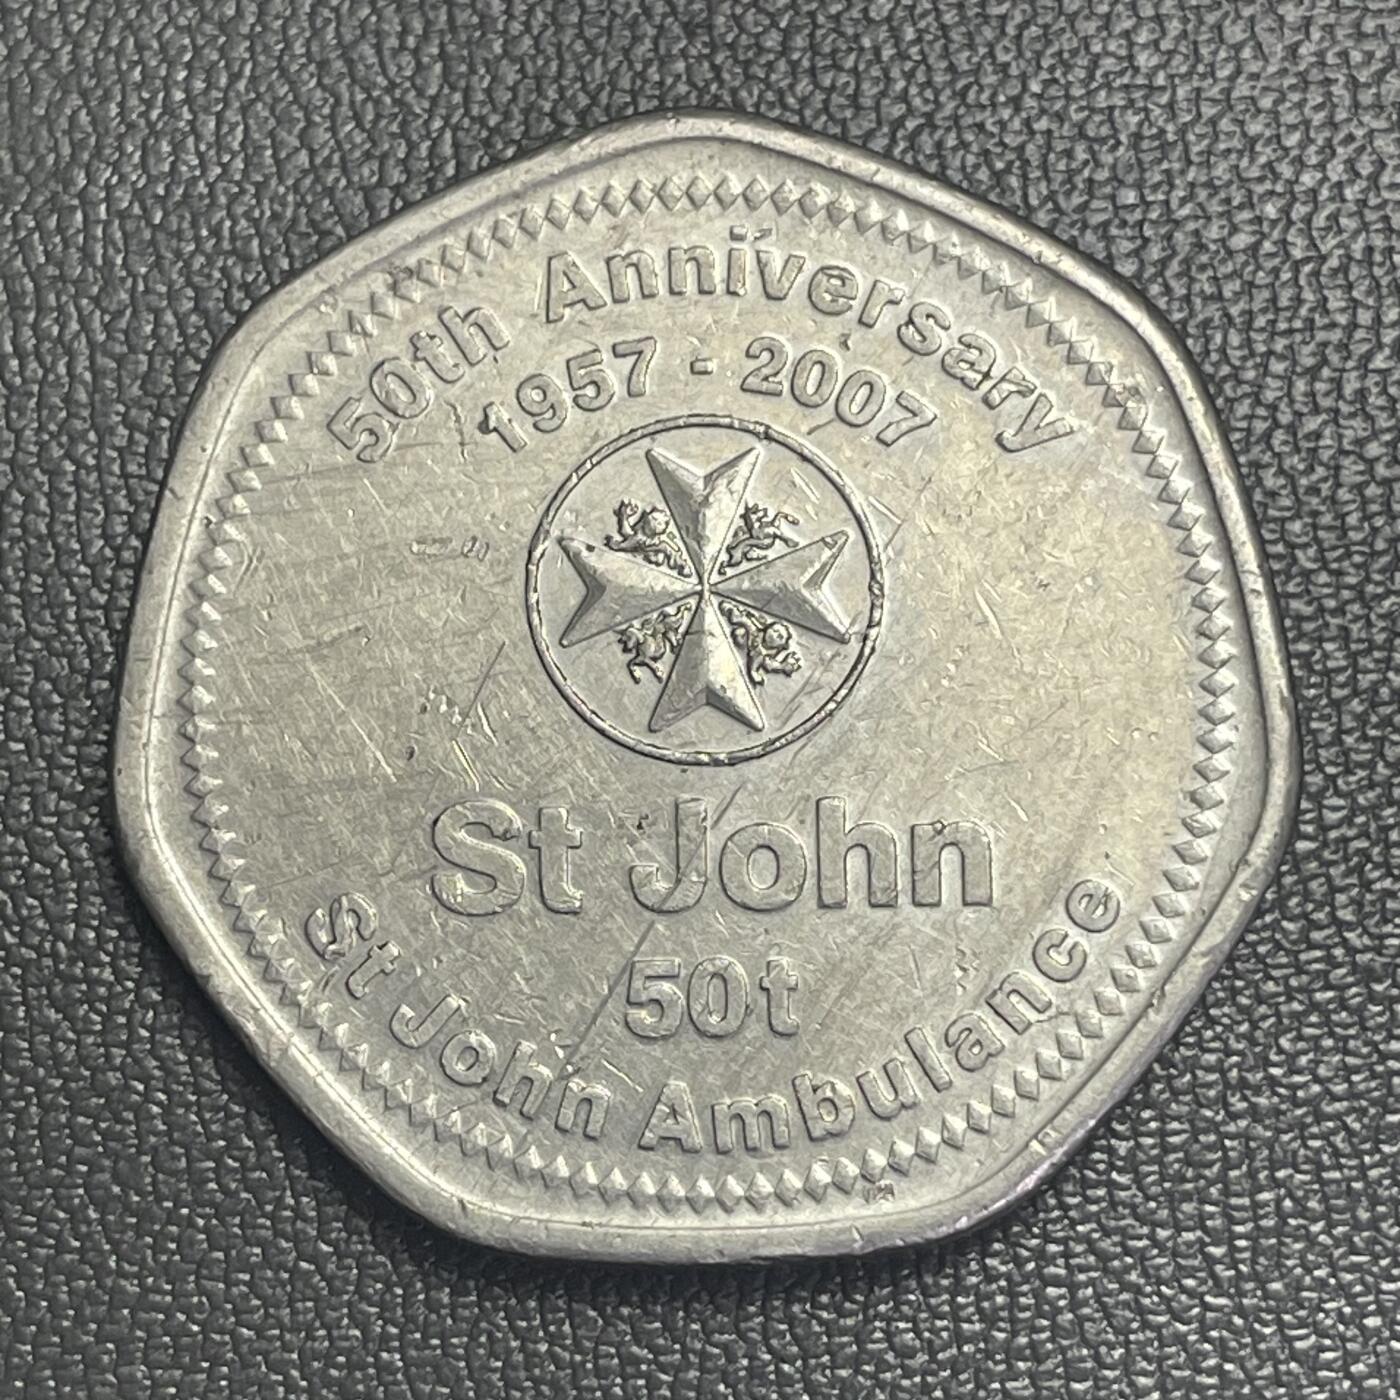 50th Anniversary
1957 - 2007
St John
50t
St John Ambulance